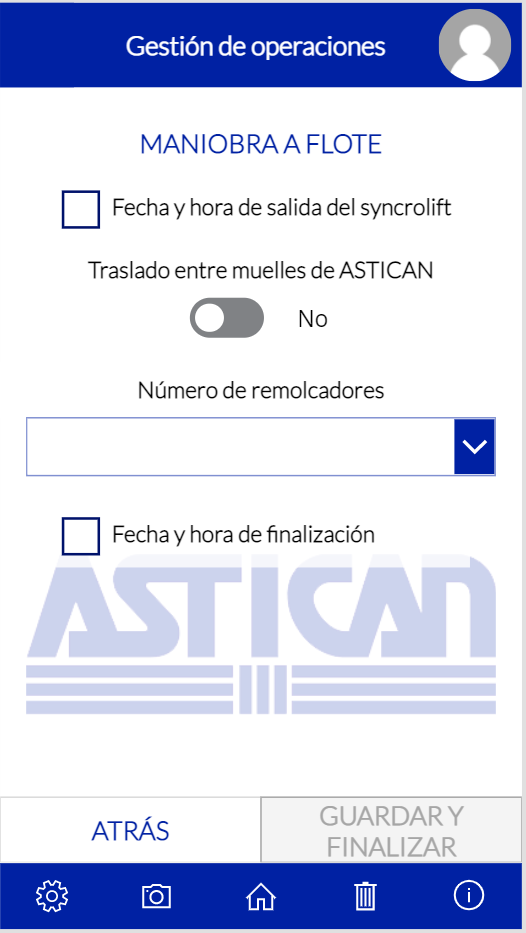 Gestión de operaciones
MANIOBRA A FLOTE
Fecha y hora de salida del syncrolift
Traslado entre muelles de ASTICAN
No
Número de remolcadores
Fecha y hora de finalización
ASTICAN
ATRÁS
GUARDAR Y
FINALIZAR